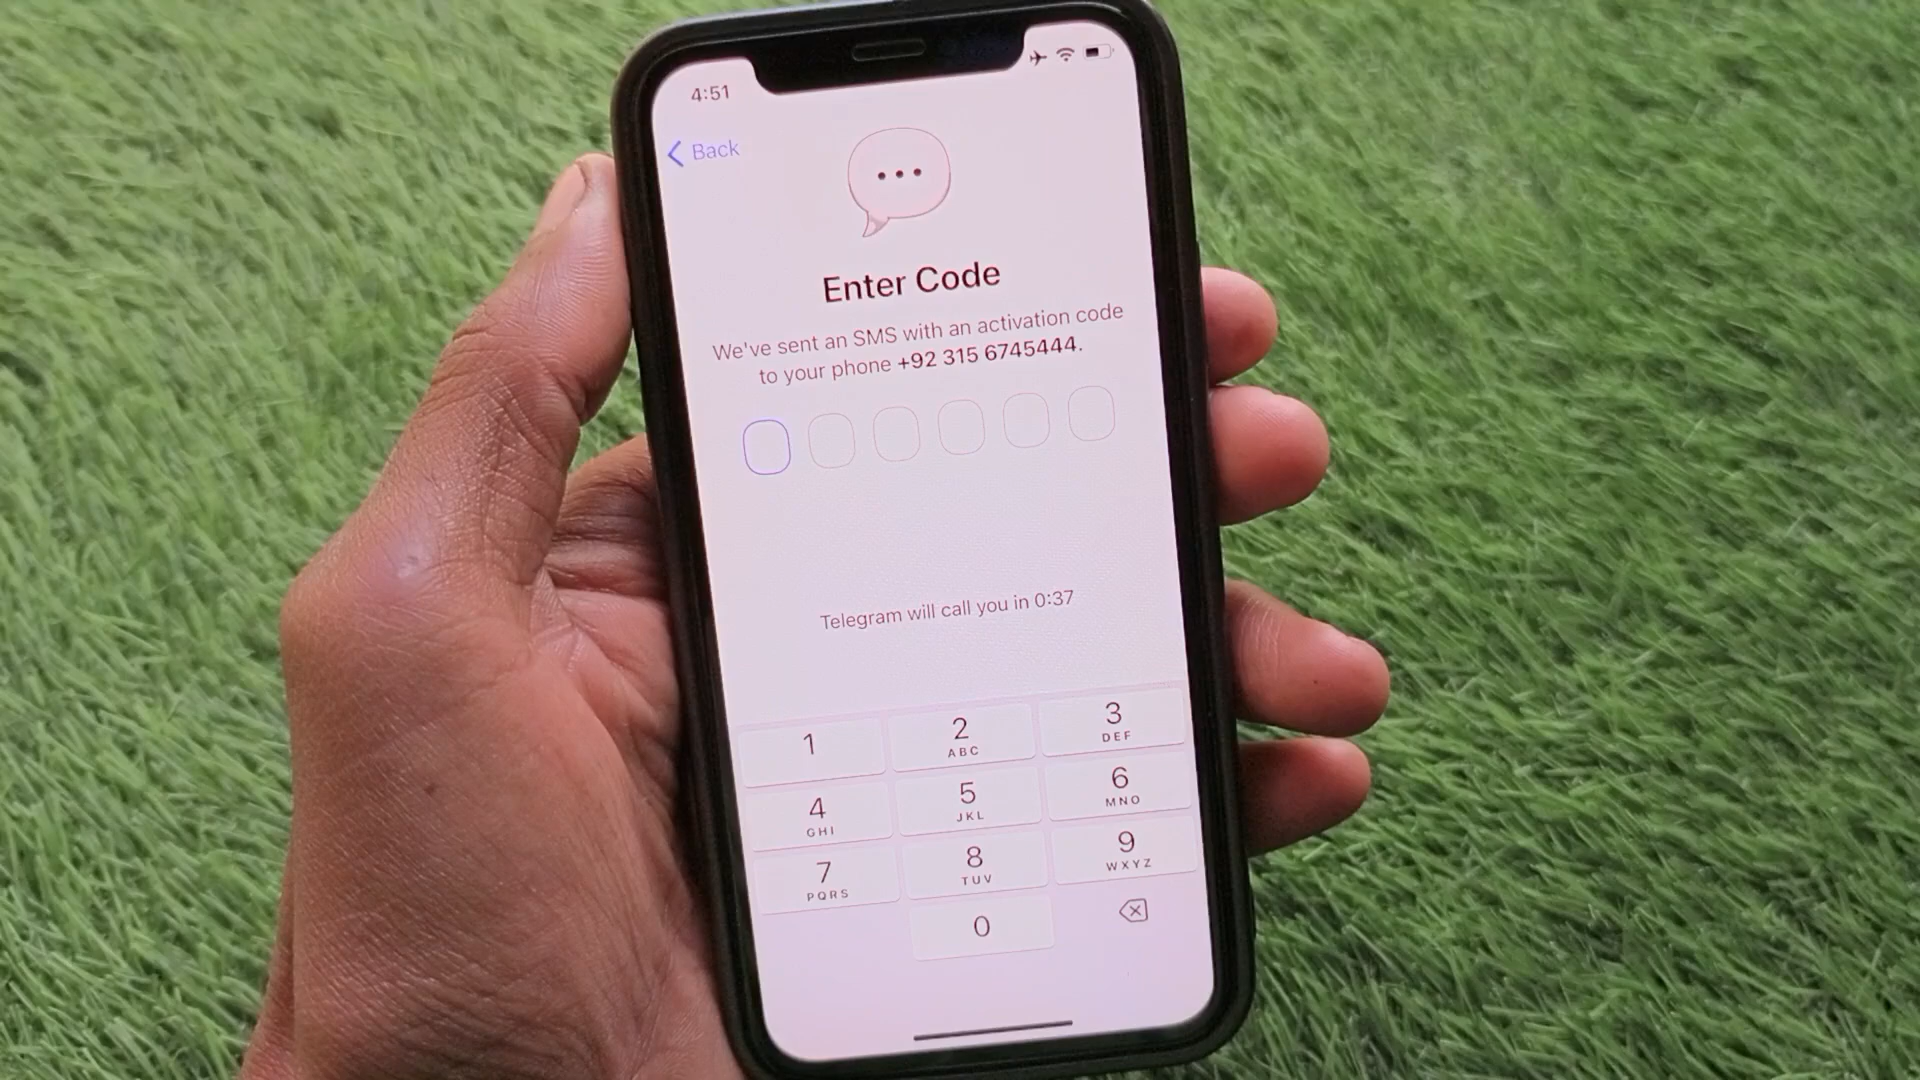 4:51
Back
Enter Code
We've sent an SMS with an activation code
to your phone +92 315 6745444.
Telegram will call you in 0:37
1
2
ABC
3
DEF
4
GHI
5
JKL
6
MNO
7
PQRS
8
TUV
9
WXYZ
0